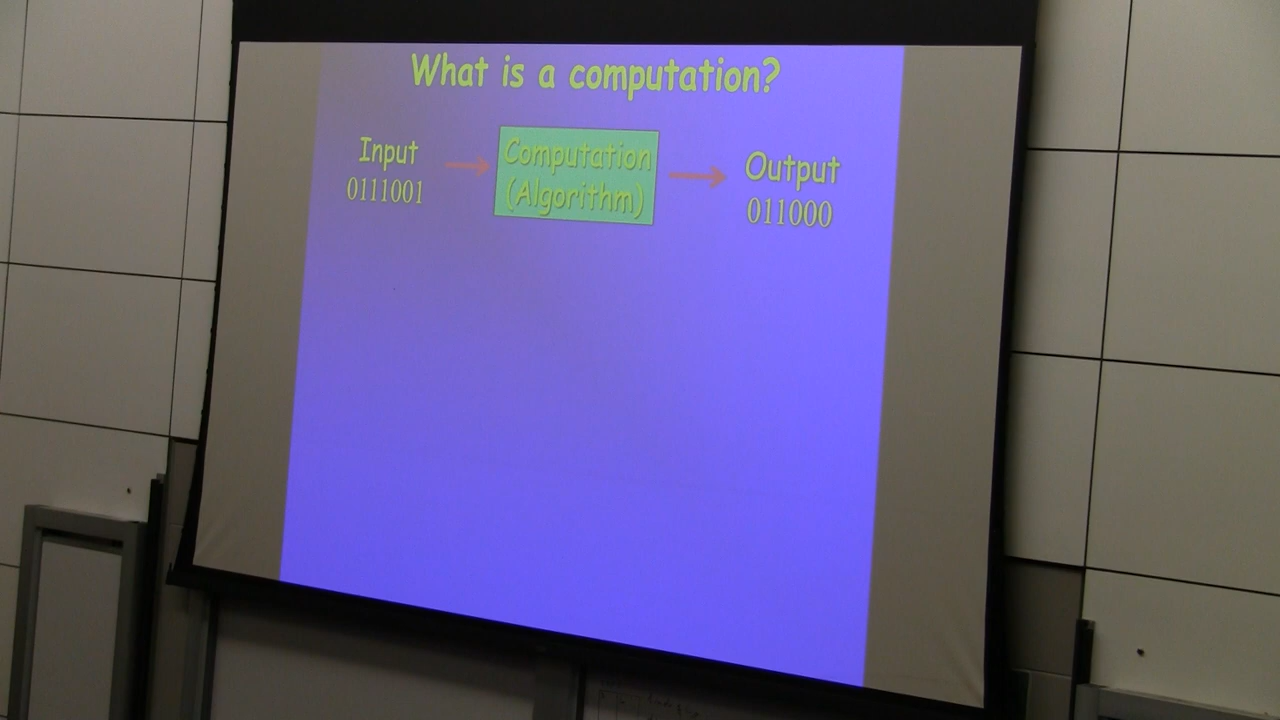 What is a computation?
Input
0111001
Computation
(Algorithm)
Output
011000